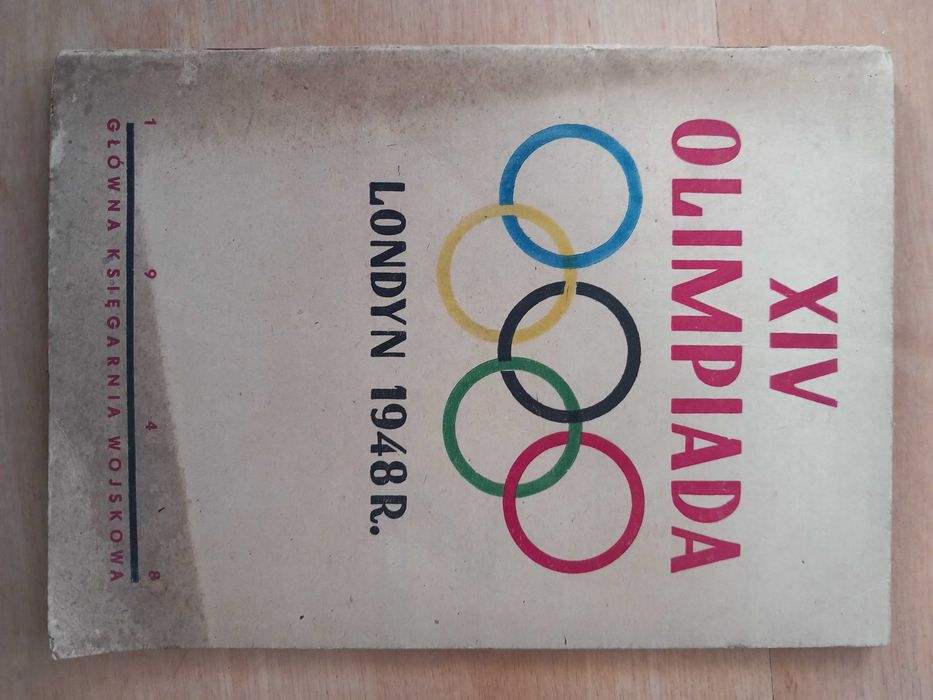 XIV
OLIMPIADA
LONDYN 1948 R.
1 9 4 8
GŁÓWNA KSIĘGARNIA WOJSKOWA